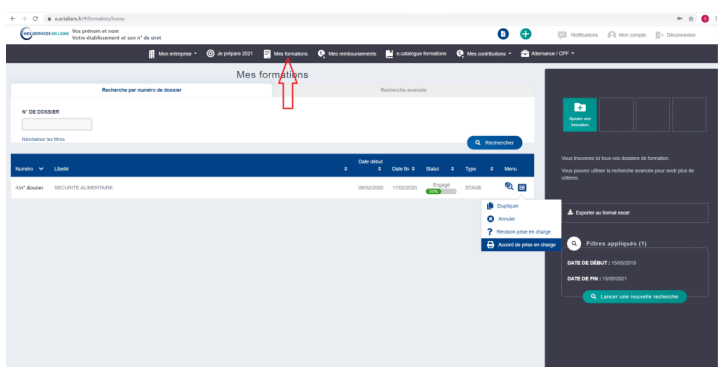 e.actalians.fr/#/formation/home
MES SERVICES EN LIGNE
Vos prénom et nom
Votre établissement et son n° de siret
Notifications
Mon compte
Déconnexion
Mon entreprise
Je prépare 2021
Mes formations
Mes remboursements
e.catalogue formations
Mes contributions
Alternance / CPF
Mes formations
Recherche par numéro de dossier
Recherche avancée
N° DE DOSSIER
Réinitialiser les filtres
Rechercher
Numéro
Libellé
Date début
Date fin
Statut
Type
Menu
n° dossier
SECURITE ALIMENTAIRE
06/02/2020
17/02/2020
Engagé
50%
STAGE
Dupliquer
Annuler
Révision prise en charge
Accord de prise en charge
Ajouter une
formation
Vous trouverez ici tous vos dossiers de formation.
Vous pouvez utiliser la recherche avancée pour avoir plus de
critères.
Exporter au format excel
Filtres appliqués (1)
DATE DE DÉBUT : 15/05/2019
DATE DE FIN : 15/05/2021
Lancer une nouvelle recherche